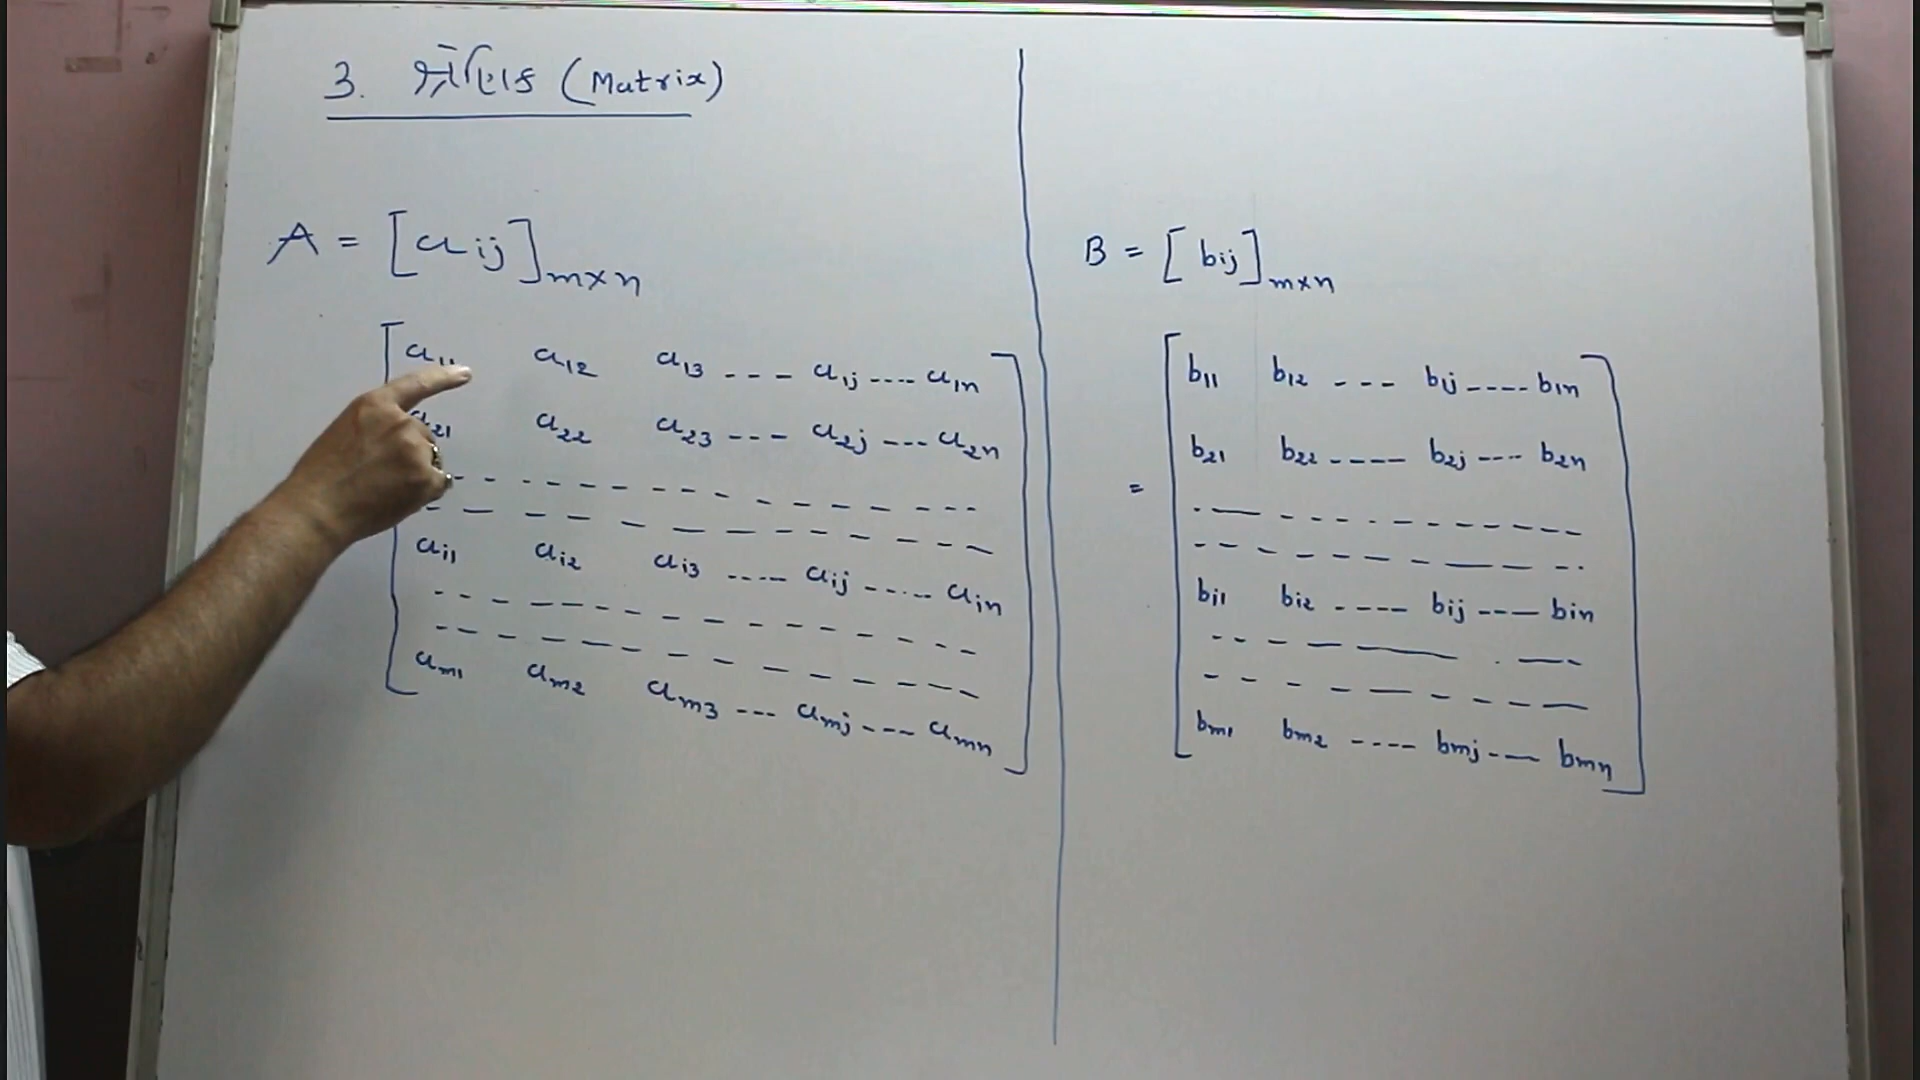 3. શ્રેણિક (Matrix)
A = [aij]m×n
[a11 a12 a13 --- a1j ---- a1n
a21 a22 a23 --- a2j --- a2n
- - - - - - - - - - - -
- - - - - - - - - - - -
ai1 ai2 ai3 ----- aij ----- ain
- - - - - - - - - - - -
- - - - - - - - - - - -
am1 am2 am3 --- amj --- amn]
B = [bij]m×n
= [b11 b12 --- bij ---- b1n
b21 b22 ---- b2j ---- b2n
- - - - - - - - - - - -
- - - - - - - - - - - -
bi1 bi2 ---- bij --- bin
- - - - - - - - - -
- - - - - - - - - -
bm1 bm2 ---- bmj --- bmn]